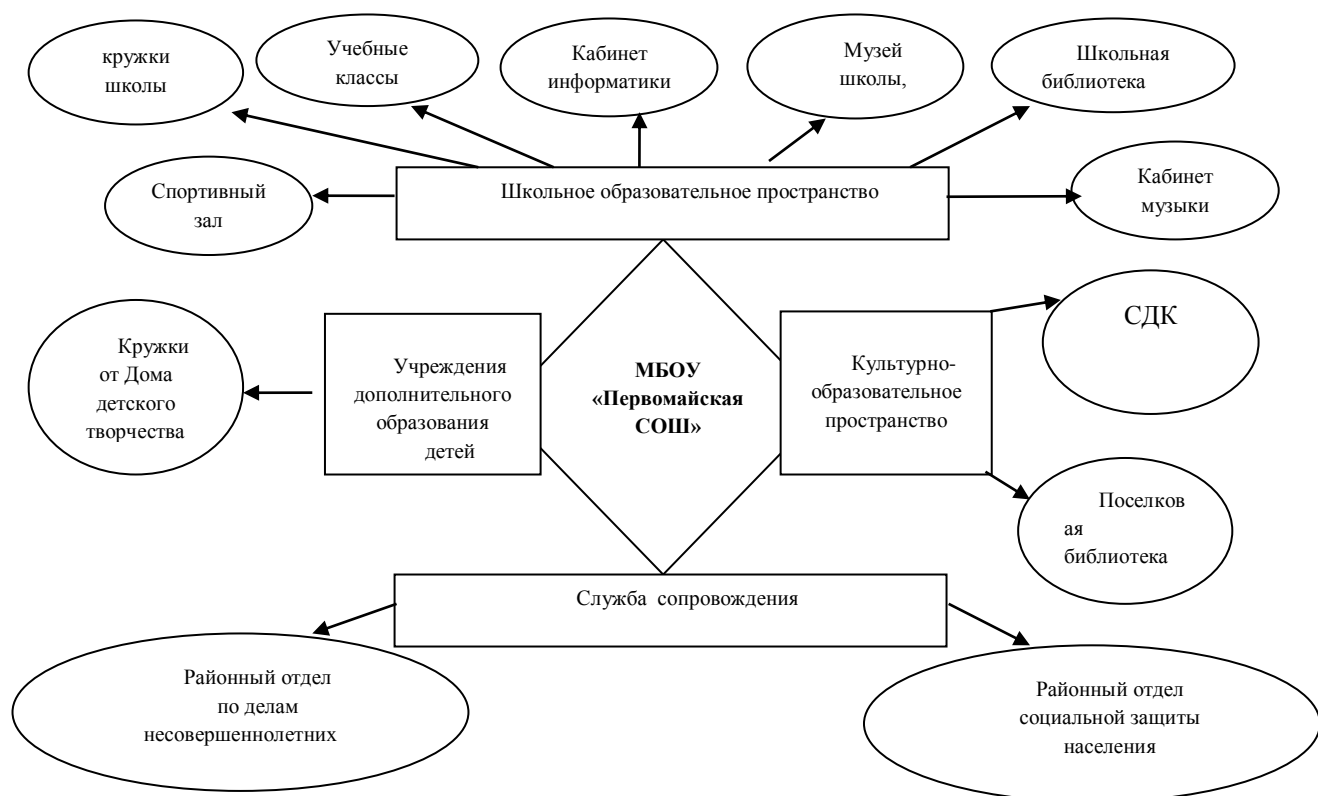 кружки
школы
Учебные
классы
Кабинет
информатики
Музей
школы,
Школьная
библиотека
Спортивный
зал
Школьное образовательное пространство
Кабинет
музыки
Кружки
от Дома
детского
творчества
Учреждения
дополнительного
образования
детей
МБОУ
«Первомайская
СОШ»
Культурно-
образовательное
пространство
СДК
Поселков
ая
библиотека
Служба сопровождения
Районный отдел
по делам
несовершеннолетних
Районный отдел
социальной защиты
населения